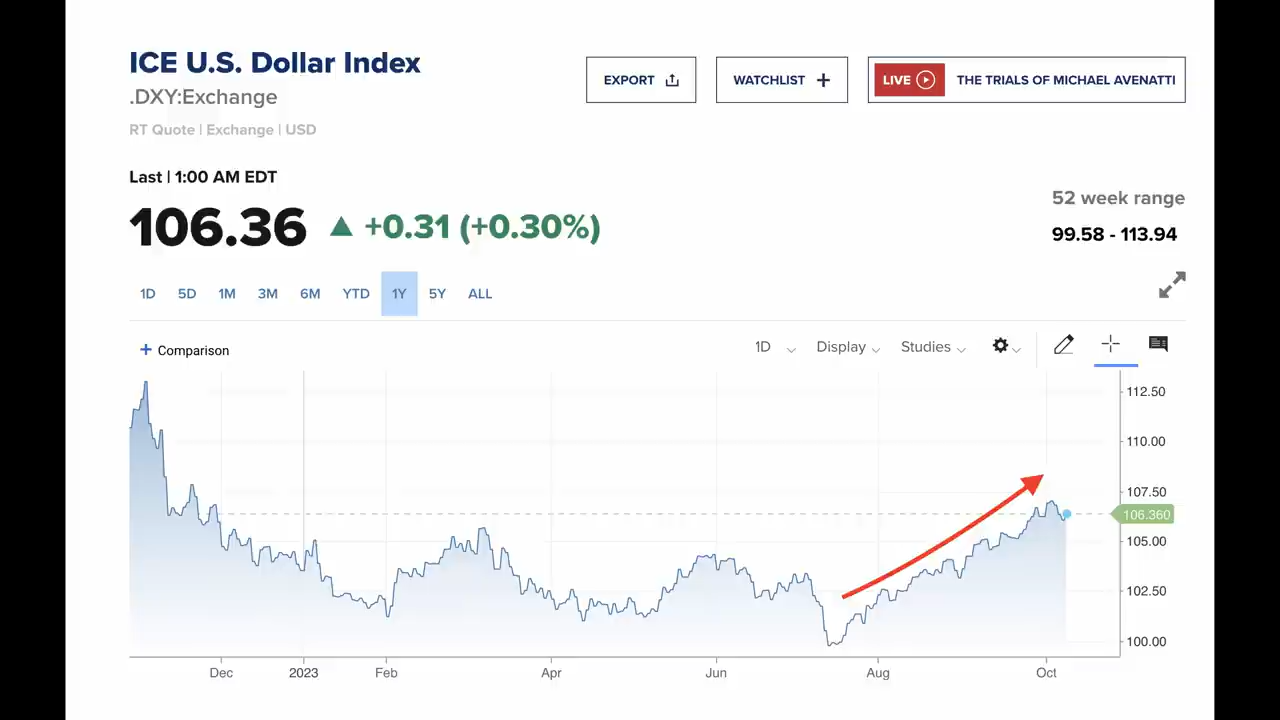 ICE U.S. Dollar Index
.DXY:Exchange
RT Quote | Exchange | USD
EXPORT
WATCHLIST +
LIVE THE TRIALS OF MICHAEL AVENATTI
Last | 1:00 AM EDT
106.36 ▲ +0.31 (+0.30%)
52 week range
99.58 - 113.94
1D 5D 1M 3M 6M YTD 1Y 5Y ALL
+ Comparison
1D Display Studies
112.50
110.00
107.50
106.360
105.00
102.50
100.00
Dec 2023 Feb Apr Jun Aug Oct